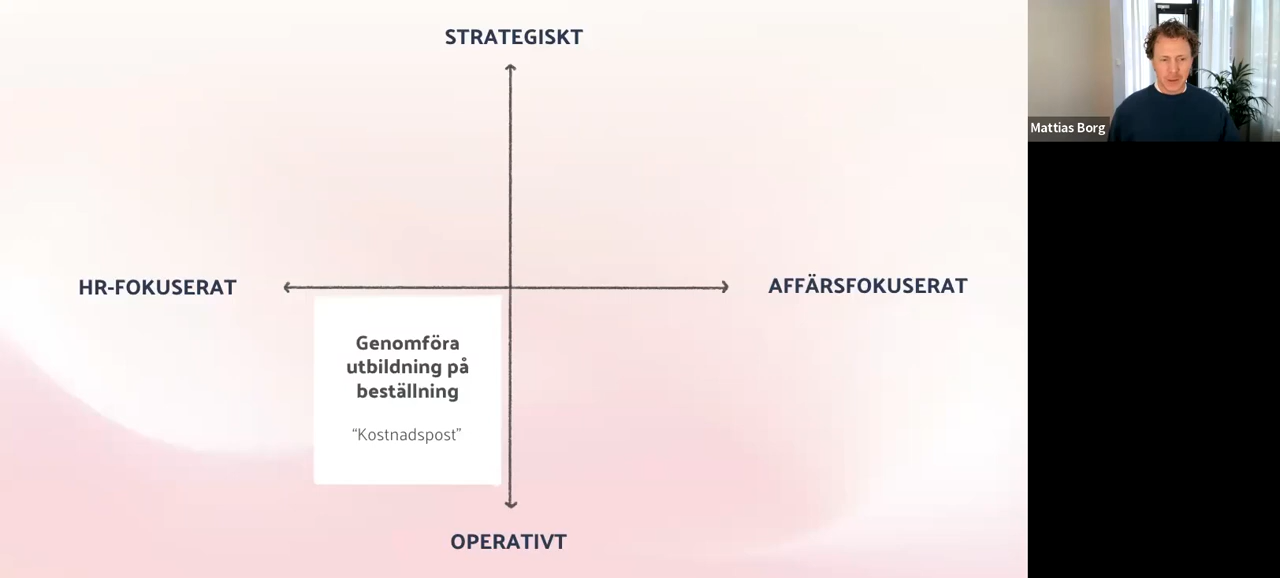 STRATEGISKT
Mattias Borg
HR-FOKUSERAT
AFFÄRSFOKUSERAT
Genomföra
utbildning på
beställning
“Kostnadspost”
OPERATIVT